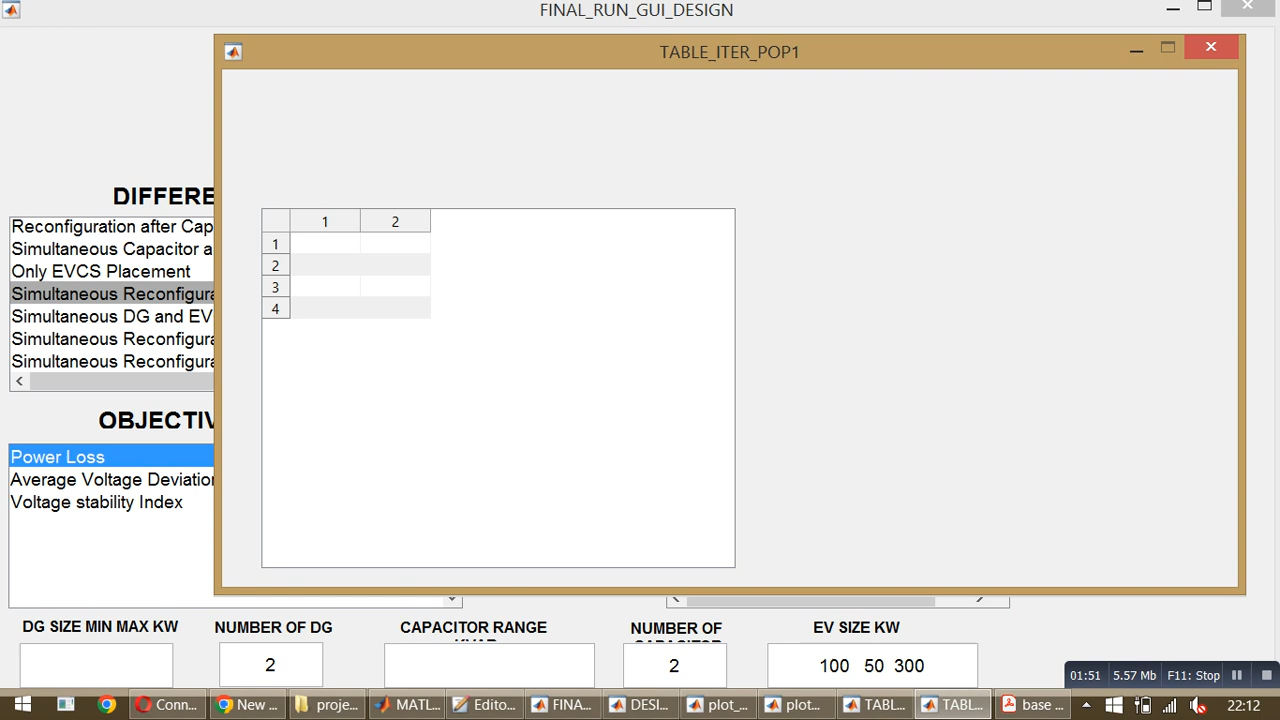 FINAL_RUN_GUI_DESIGN
TABLE_ITER_POP1
DIFFERE
Reconfiguration after Cap
Simultaneous Capacitor a
Only EVCS Placement
Simultaneous Reconfigura
Simultaneous DG and EV
Simultaneous Reconfigura
Simultaneous Reconfigura
1 2
1
2
3
4
OBJECTIV
Power Loss
Average Voltage Deviation
Voltage stability Index
DG SIZE MIN MAX KW
NUMBER OF DG
2
CAPACITOR RANGE
KVAR
NUMBER OF
CAPACITOR
2
EV SIZE KW
100 50 300
01:51 5.57 Mb F11: Stop
Conn... New ... proje... MATL... Edito... FINA... DESI... plot_... plot... TABL... TABL... base ... 22:12